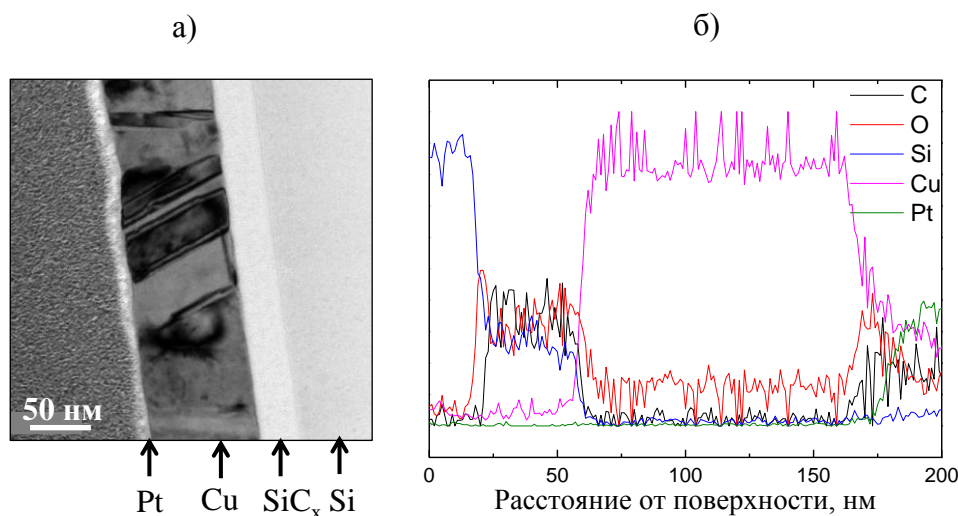 а)
б)
50 нм
Pt
Cu
SiCx
Si
C
O
Si
Cu
Pt
0
50
100
150
200
Расстояние от поверхности, нм